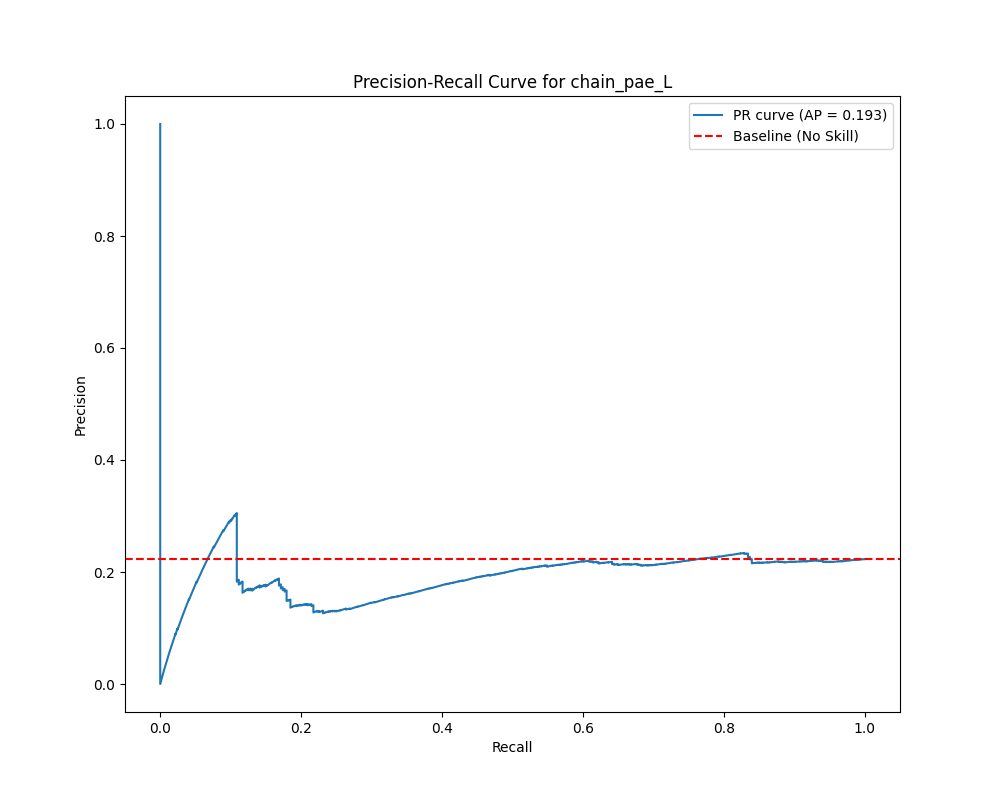 Precision-Recall Curve for chain_pae_L
PR curve (AP = 0.193)
Baseline (No Skill)
1.0
0.8
0.6
0.4
0.2
0.0
Precision
0.0 0.2 0.4 0.6 0.8 1.0
Recall